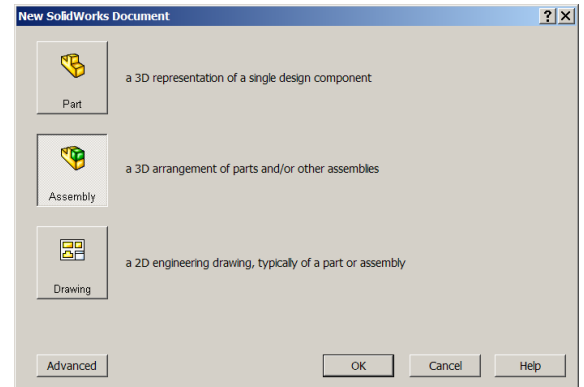 New SolidWorks Document
Part
a 3D representation of a single design component
Assembly
a 3D arrangement of parts and/or other assemblies
Drawing
a 2D engineering drawing, typically of a part or assembly
Advanced OK Cancel Help